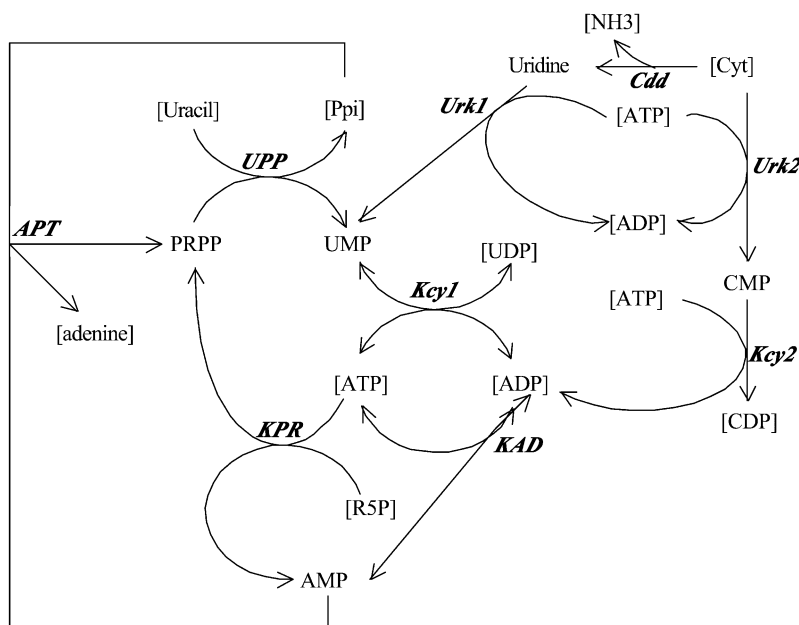 [NH3]
Uridine
[Cyt]
Cdd
[Uracil]
[Ppi]
Urk1
[ATP]
UPP
Urk2
APT
PRPP
UMP
[UDP]
[ADP]
Kcy1
[ATP]
CMP
[adenine]
Kcy2
[ATP]
[ADP]
[CDP]
KPR
KAD
[R5P]
AMP